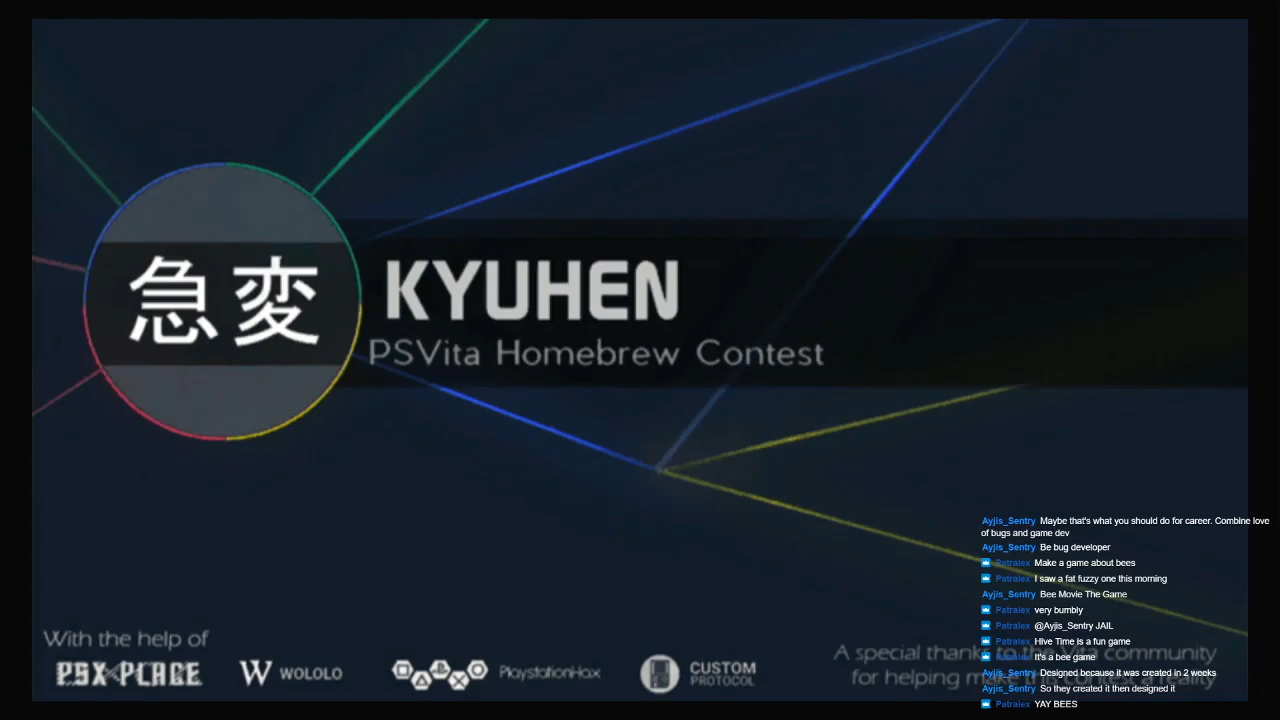 急変
KYUHEN
PSVita Homebrew Contest
With the help of
PSX-PLACE
W WOLOLO
PlaystationHax
CUSTOM
PROTOCOL
A special thanks to the Vita community
for helping make this contest a reality
Ayjis_Sentry Maybe that's what you should do for career. Combine love
of bugs and game dev
Ayjis_Sentry Be bug developer
Patralex Make a game about bees
Patralex I saw a fat fuzzy one this morning
Ayjis_Sentry Bee Movie The Game
Patralex very bumbly
Patralex @Ayjis_Sentry JAIL
Patralex Hive Time is a fun game
Patralex It's a bee game
Ayjis_Sentry Designed because it was created in 2 weeks
Ayjis_Sentry So they created it then designed it
Patralex YAY BEES